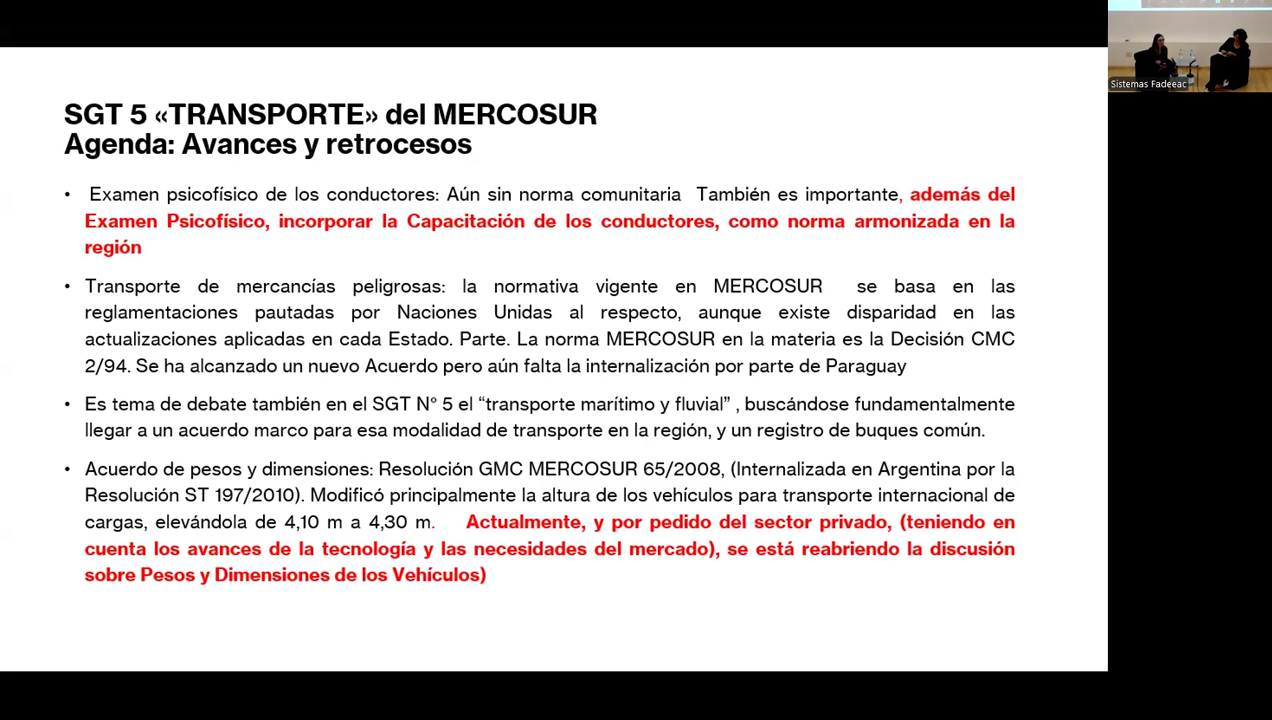 SGT 5 «TRANSPORTE» del MERCOSUR
Agenda: Avances y retrocesos
• Examen psicofísico de los conductores: Aún sin norma comunitaria También es importante, además del
Examen Psicofísico, incorporar la Capacitación de los conductores, como norma armonizada en la
región
• Transporte de mercancías peligrosas: la normativa vigente en MERCOSUR se basa en las
reglamentaciones pautadas por Naciones Unidas al respecto, aunque existe disparidad en las
actualizaciones aplicadas en cada Estado. Parte. La norma MERCOSUR en la materia es la Decisión CMC
2/94. Se ha alcanzado un nuevo Acuerdo pero aún falta la internalización por parte de Paraguay
• Es tema de debate también en el SGT N° 5 el “transporte marítimo y fluvial” , buscándose fundamentalmente
llegar a un acuerdo marco para esa modalidad de transporte en la región, y un registro de buques común.
• Acuerdo de pesos y dimensiones: Resolución GMC MERCOSUR 65/2008, (Internalizada en Argentina por la
Resolución ST 197/2010). Modificó principalmente la altura de los vehículos para transporte internacional de
cargas, elevándola de 4,10 m a 4,30 m. Actualmente, y por pedido del sector privado, (teniendo en
cuenta los avances de la tecnología y las necesidades del mercado), se está reabriendo la discusión
sobre Pesos y Dimensiones de los Vehículos)
Sistemas Fadeeac